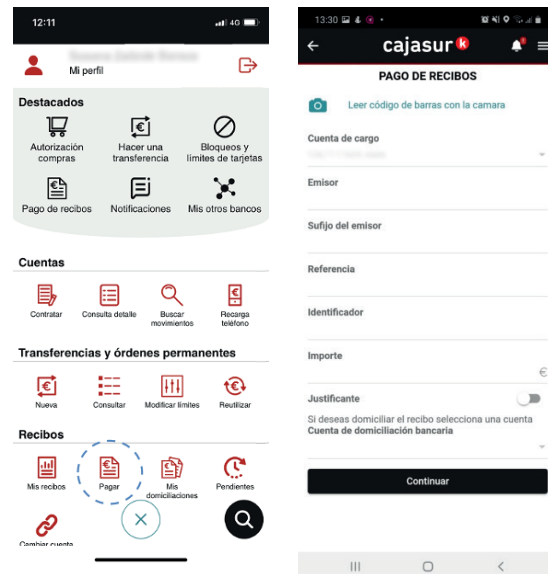 12:11
4G
Mi perfil
Destacados
Autorización
compras
Hacer una
transferencia
Bloqueos y
límites de tarjetas
Pago de recibos
Notificaciones
Mis otros bancos
Cuentas
Contratar
Consulta detalle
Buscar
movimientos
Recarga
teléfono
Transferencias y órdenes permanentes
Nueva
Consultar
Modificar límites
Reutilizar
Recibos
Mis recibos
Pagar
Mis
domiciliaciones
Pendientes
Cambiar cuenta
13:30
cajasur k
PAGO DE RECIBOS
Leer código de barras con la camara
Cuenta de cargo
Emisor
Sufijo del emisor
Referencia
Identificador
Importe
€
Justificante
Si deseas domiciliar el recibo selecciona una cuenta
Cuenta de domiciliación bancaria
Continuar